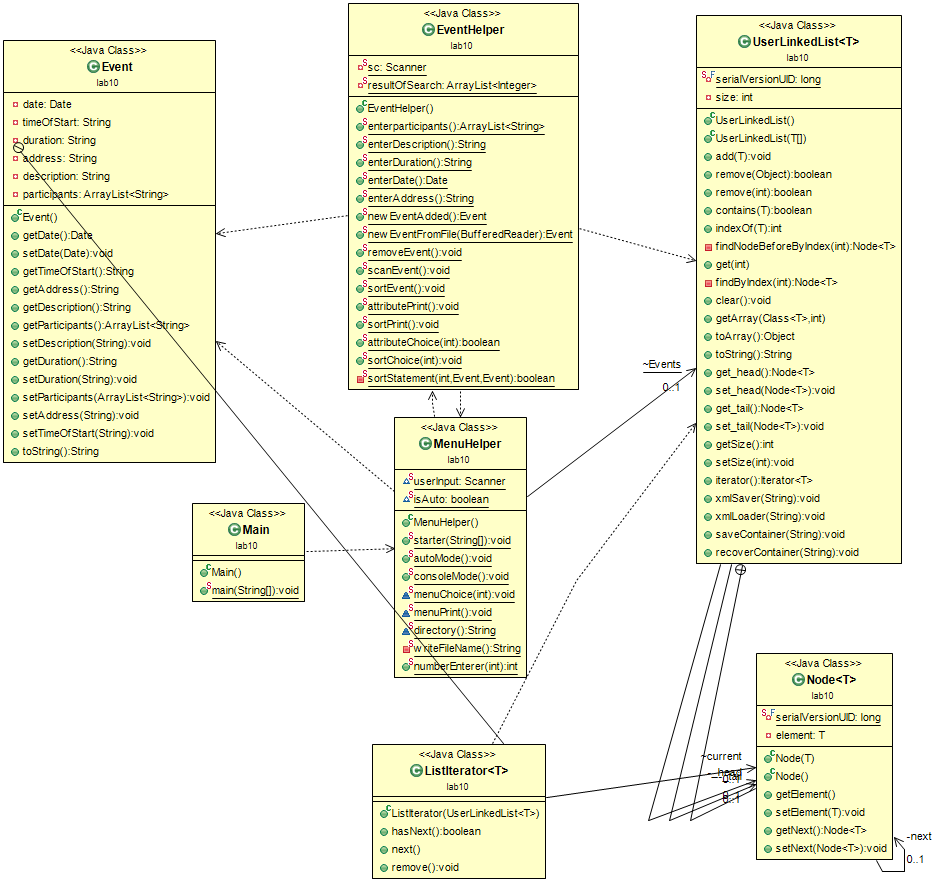 <<Java Class>>
Event
lab10
date: Date
timeOfStart: String
duration: String
address: String
description: String
participants: ArrayList<String>
Event()
getDate():Date
setDate(Date):void
getTimeOfStart():String
getAddress():String
getDescription():String
getParticipants():ArrayList<String>
setDescription(String):void
getDuration():String
setDuration(String):void
setParticipants(ArrayList<String>):void
setAddress(String):void
setTimeOfStart(String):void
toString():String
<<Java Class>>
EventHelper
lab10
sc: Scanner
resultOfSearch: ArrayList<Integer>
EventHelper()
enterparticipants():ArrayList<String>
enterDescription():String
enterDuration():String
enterDate():Date
enterAddress():String
newEventAdded():Event
newEventFromFile(BufferedReader):Event
removeEvent():void
scanEvent():void
sortEvent():void
attributePrint():void
sortPrint():void
attributeChoice(int):boolean
sortChoice(int):void
sortStatement(int,Event,Event):boolean
<<Java Class>>
UserLinkedList<T>
lab10
serialVersionUID: long
size: int
UserLinkedList()
UserLinkedList(T[])
add(T):void
remove(Object):boolean
remove(int):boolean
contains(T):boolean
indexOf(T):int
findNodeBeforeByIndex(int):Node<T>
get(int)
findByIndex(int):Node<T>
clear():void
getArray(Class<T>,int)
toArray():Object
toString():String
get_head():Node<T>
set_head(Node<T>):void
get_tail():Node<T>
set_tail(Node<T>):void
getSize():int
setSize(int):void
iterator():Iterator<T>
xmlSaver(String):void
xmlLoader(String):void
saveContainer(String):void
recoverContainer(String):void
~Events
0..1
<<Java Class>>
MenuHelper
lab10
userInput: Scanner
isAuto: boolean
MenuHelper()
starter(String[]):void
autoMode():void
consoleMode():void
menuChoice(int):void
menuPrint():void
directory():String
writeFileName():String
numberEnterer(int):int
<<Java Class>>
Main
lab10
Main()
main(String[]):void
<<Java Class>>
ListIterator<T>
lab10
ListIterator(UserLinkedList<T>)
hasNext():boolean
next()
remove():void
~current
0..1
<<Java Class>>
Node<T>
lab10
serialVersionUID: long
element: T
Node(T)
Node()
getElement()
setElement(T):void
getNext():Node<T>
setNext(Node<T>):void
-next
0..1